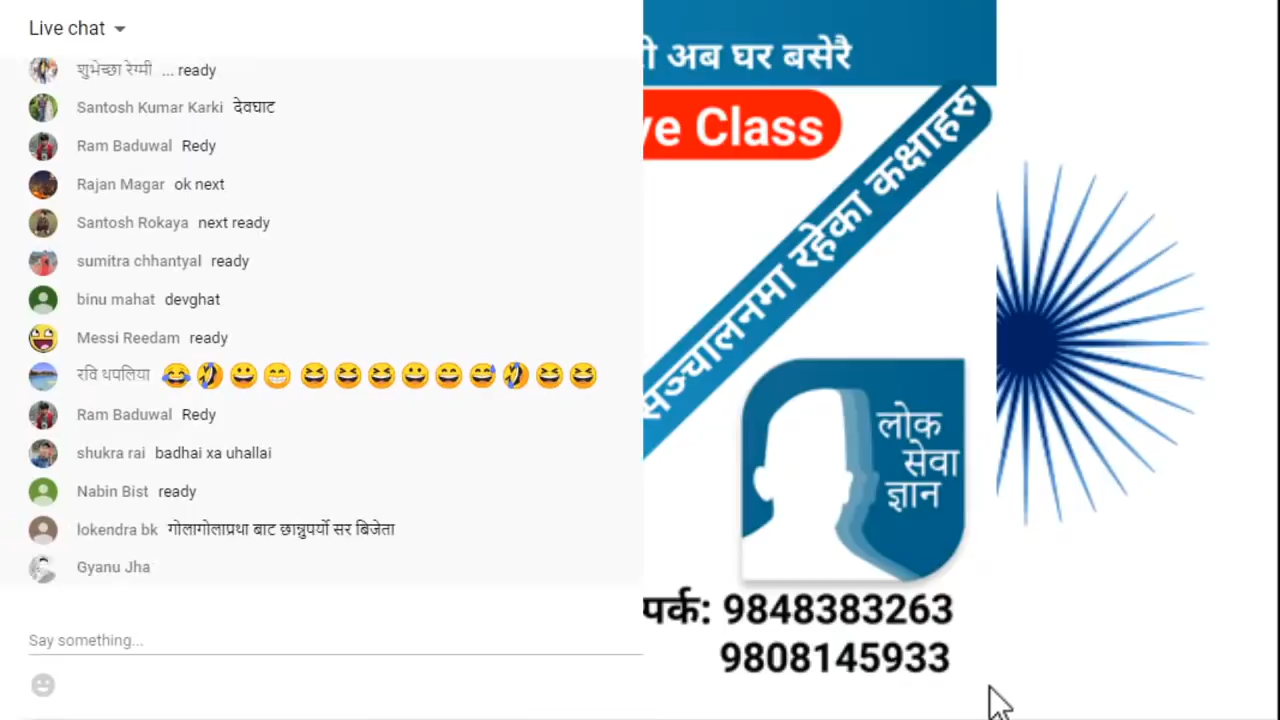 Live chat
शुभेच्छा रेग्मी ... ready
Santosh Kumar Karki देवघाट
Ram Baduwal Redy
Rajan Magar ok next
Santosh Rokaya next ready
sumitra chhantyal ready
binu mahat devghat
Messi Reedam ready
रवि थपलिया 😂🤣😀😁😆😆😆😀😄😅🤣😆😆
Ram Baduwal Redy
shukra rai badhai xa uhallai
Nabin Bist ready
lokendra bk गोलागोलाप्रथा बाट छान्नुपर्यो सर बिजेता
Gyanu Jha
Say something...
अब घर बसेरै
ve Class
सञ्चालनमा रहेका कक्षाहरु
लोक
सेवा
ज्ञान
पर्क: 9848383263
9808145933